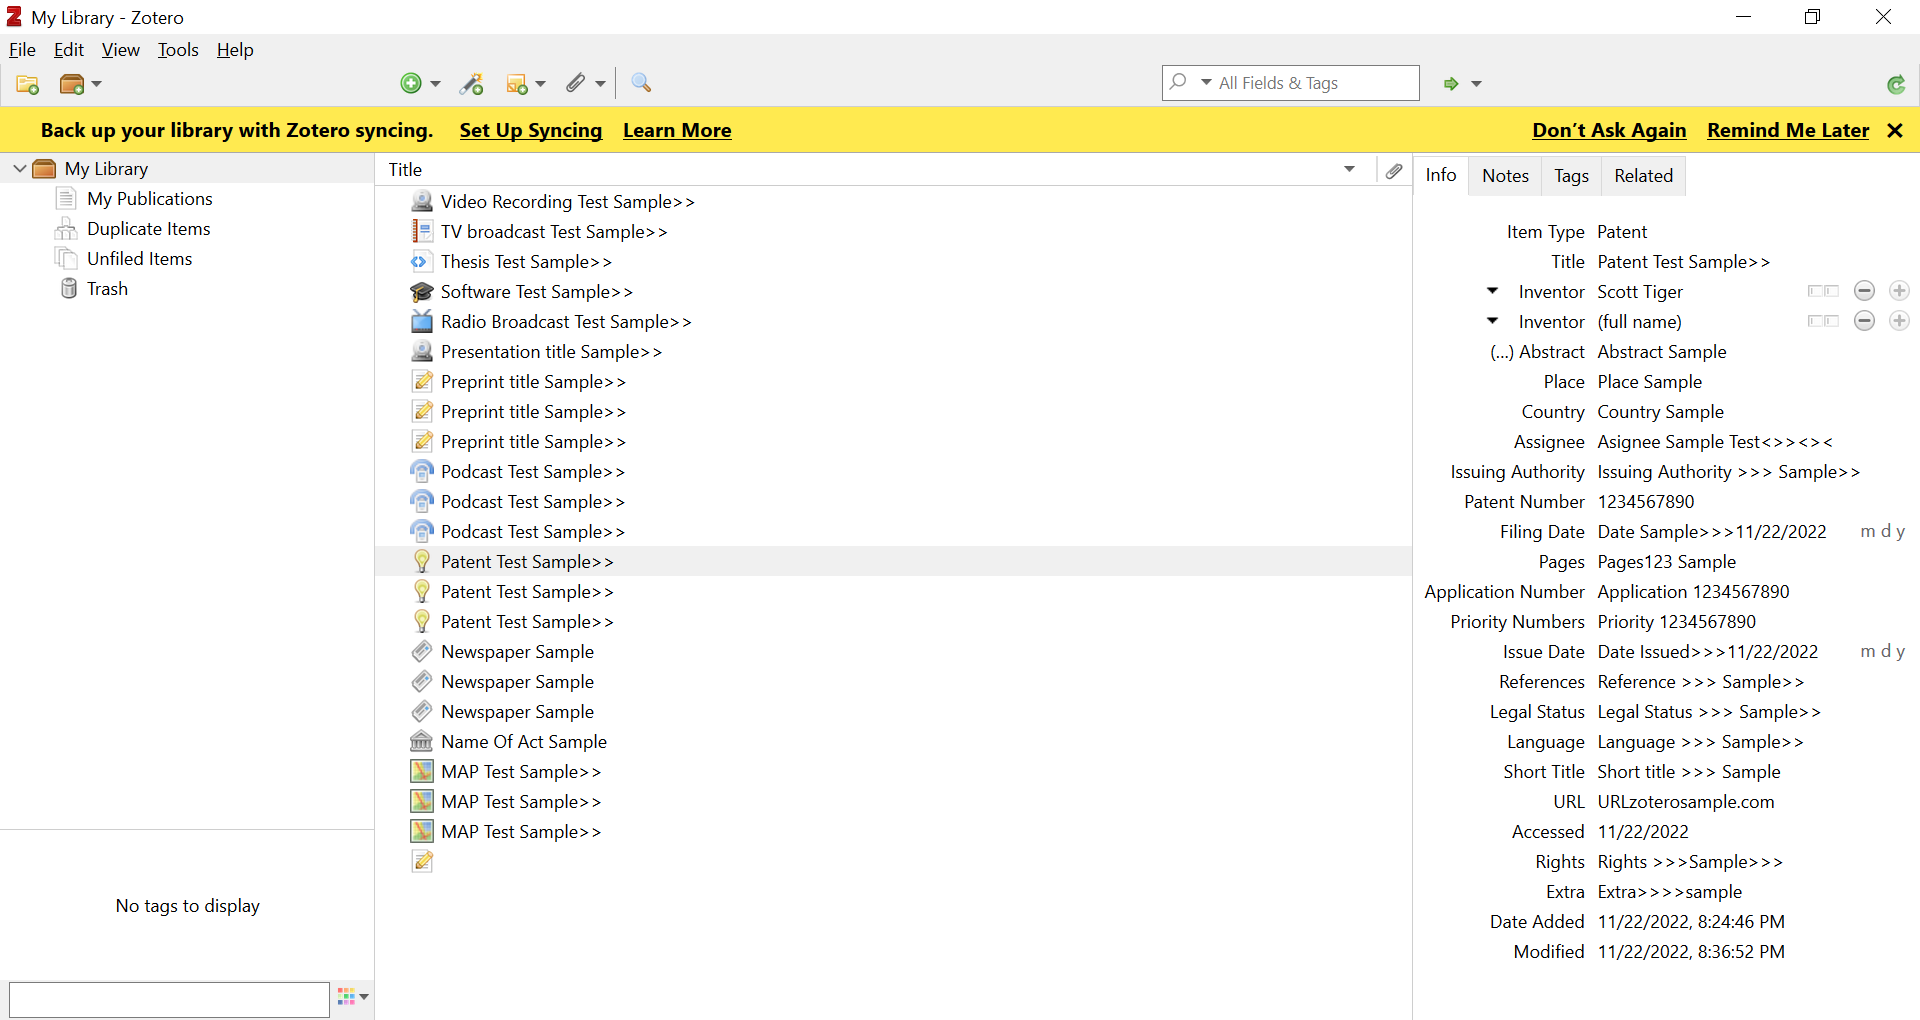 My Library - Zotero
File Edit View Tools Help
All Fields & Tags
Back up your library with Zotero syncing. Set Up Syncing Learn More Don't Ask Again Remind Me Later
My Library
My Publications
Duplicate Items
Unfiled Items
Trash
No tags to display
Title
Video Recording Test Sample>>
TV broadcast Test Sample>>
Thesis Test Sample>>
Software Test Sample>>
Radio Broadcast Test Sample>>
Presentation title Sample>>
Preprint title Sample>>
Preprint title Sample>>
Preprint title Sample>>
Podcast Test Sample>>
Podcast Test Sample>>
Podcast Test Sample>>
Patent Test Sample>>
Patent Test Sample>>
Patent Test Sample>>
Newspaper Sample
Newspaper Sample
Newspaper Sample
Name Of Act Sample
MAP Test Sample>>
MAP Test Sample>>
MAP Test Sample>>
Info Notes Tags Related
Item Type Patent
Title Patent Test Sample>>
Inventor Scott Tiger
Inventor (full name)
(...) Abstract Abstract Sample
Place Place Sample
Country Country Sample
Assignee Asignee Sample Test<>><><
Issuing Authority Issuing Authority >>> Sample>>
Patent Number 1234567890
Filing Date Date Sample>>>11/22/2022 m d y
Pages Pages123 Sample
Application Number Application 1234567890
Priority Numbers Priority 1234567890
Issue Date Date Issued>>>11/22/2022 m d y
References Reference >>> Sample>>
Legal Status Legal Status >>> Sample>>
Language Language >>> Sample>>
Short Title Short title >>> Sample
URL URLzoterosample.com
Accessed 11/22/2022
Rights Rights >>>Sample>>>
Extra Extra>>>>sample
Date Added 11/22/2022, 8:24:46 PM
Modified 11/22/2022, 8:36:52 PM